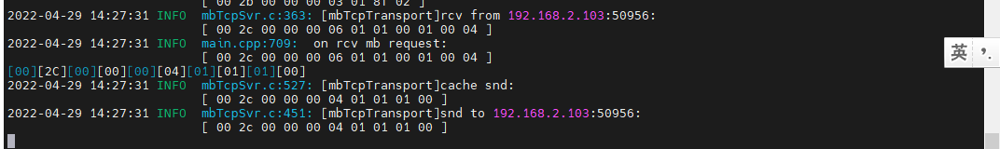 [ 00 2b 00 00 00 03 01 8f 02 ]
2022-04-29 14:27:31 INFO  mbTcpSvr.c:363: [mbTcpTransport]rcv from 192.168.2.103:50956:
[ 00 2c 00 00 00 06 01 01 00 01 00 04 ]
2022-04-29 14:27:31 INFO  main.cpp:709:  on rcv mb request:
[ 00 2c 00 00 00 06 01 01 00 01 00 04 ]
[00][2C][00][00][00][04][01][01][01][00]
2022-04-29 14:27:31 INFO  mbTcpSvr.c:527: [mbTcpTransport]cache snd:
[ 00 2c 00 00 00 04 01 01 01 00 ]
2022-04-29 14:27:31 INFO  mbTcpSvr.c:451: [mbTcpTransport]snd to 192.168.2.103:50956:
[ 00 2c 00 00 00 04 01 01 01 00 ]
英